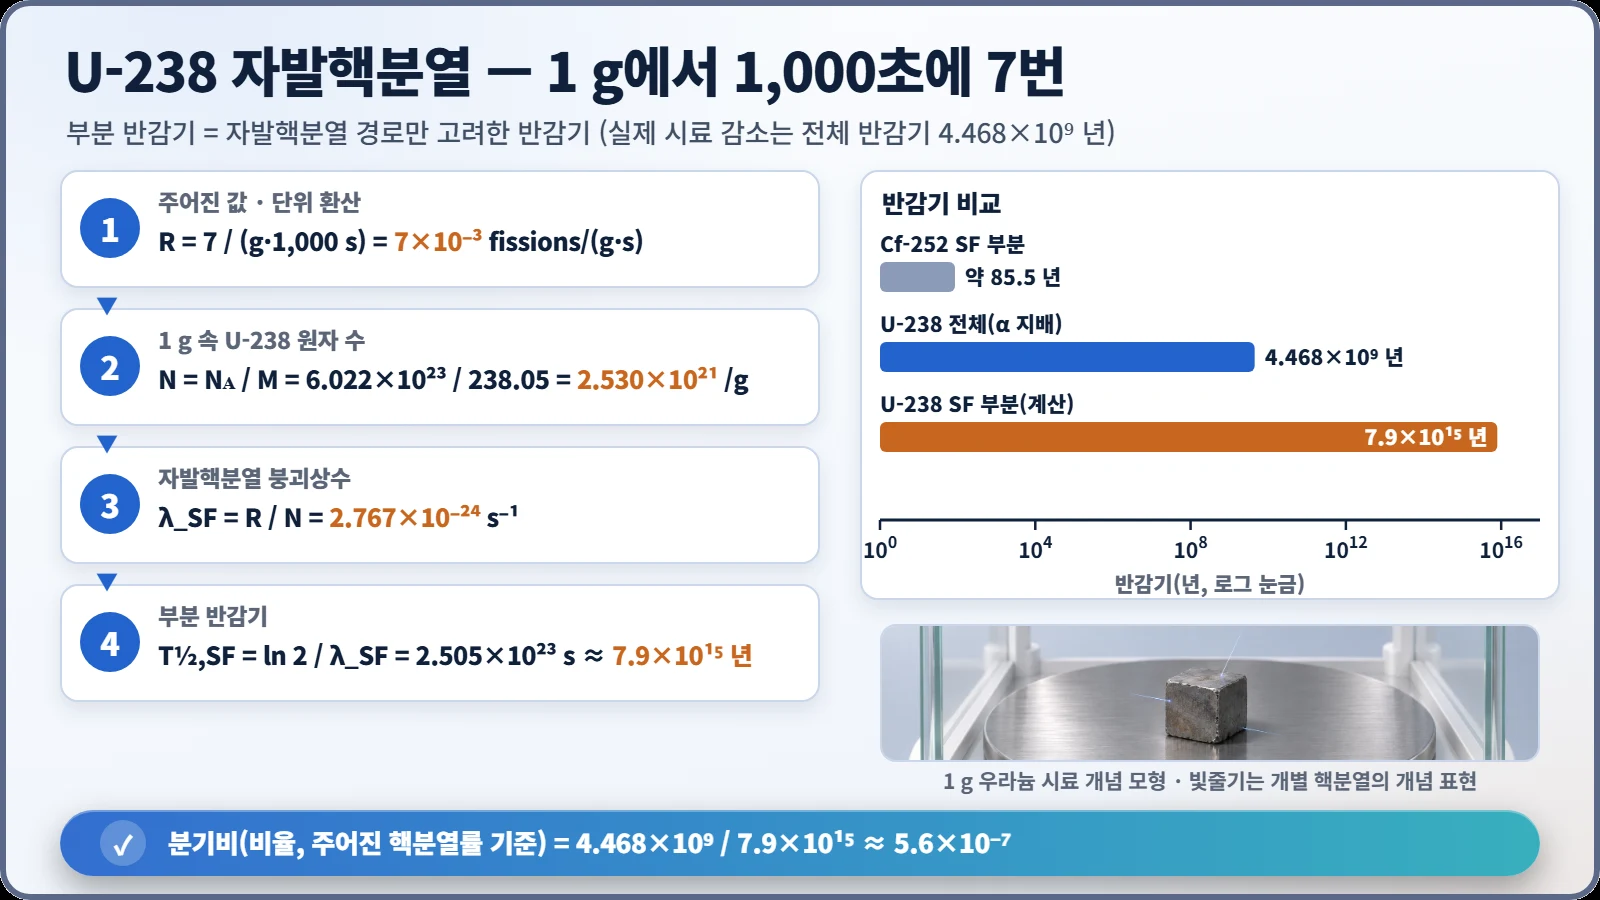 U-238 자발핵분열 — 1 g에서 1,000초에 7번
부분 반감기 = 자발핵분열 경로만 고려한 반감기 (실제 시료 감소는 전체 반감기 4.468×10⁹ 년)
1
주어진 값 · 단위 환산
R = 7 / (g·1,000 s) = 7×10⁻³ fissions/(g·s)
2
1 g 속 U-238 원자 수
N = Nᴀ / M = 6.022×10²³ / 238.05 = 2.530×10²¹ /g
3
자발핵분열 붕괴상수
λ_SF = R / N = 2.767×10⁻²⁴ s⁻¹
4
부분 반감기
T½,SF = ln 2 / λ_SF = 2.505×10²³ s ≈ 7.9×10¹⁵ 년
반감기 비교
Cf-252 SF 부분
약 85.5 년
U-238 전체(α 지배)
4.468×10⁹ 년
U-238 SF 부분(계산)
7.9×10¹⁵ 년
10⁰ 10⁴ 10⁸ 10¹² 10¹⁶
반감기(년, 로그 눈금)
1 g 우라늄 시료 개념 모형 · 빛줄기는 개별 핵분열의 개념 표현
✓ 분기비(비율, 주어진 핵분열률 기준) = 4.468×10⁹ / 7.9×10¹⁵ ≈ 5.6×10⁻⁷